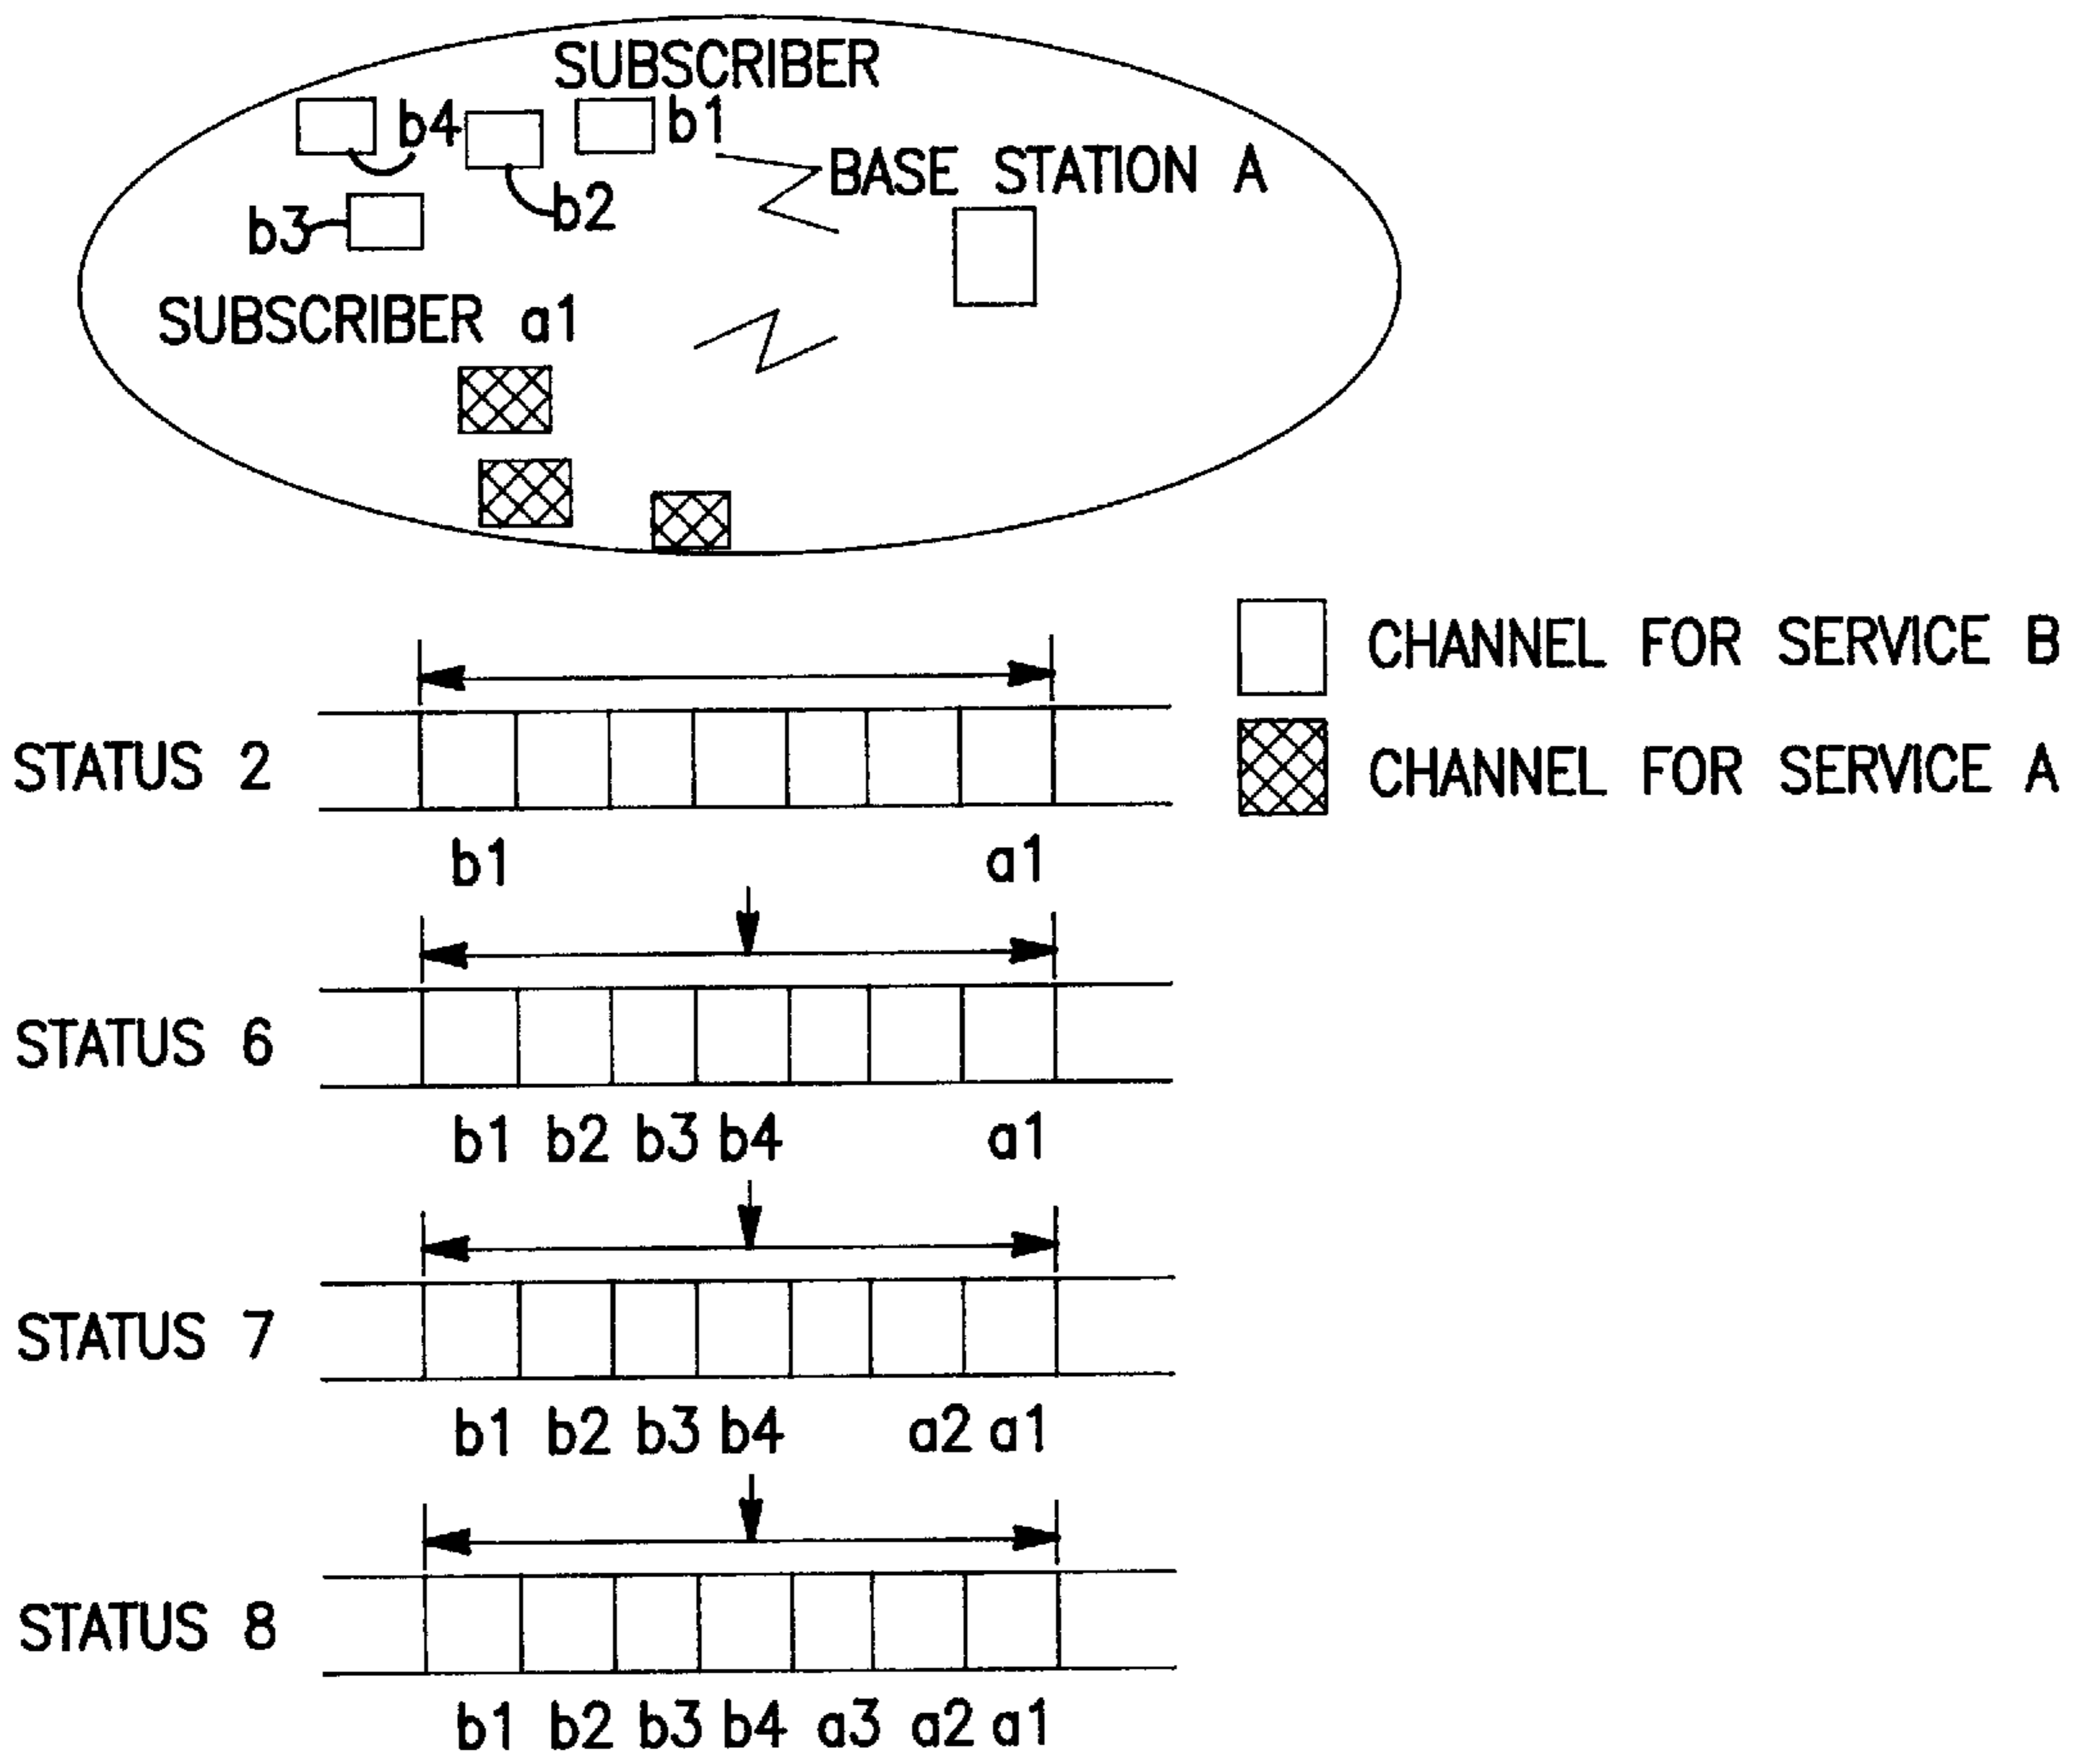 SUBSCRIBER
b4
b1
BASE STATION A
b2
b3
SUBSCRIBER a1
CHANNEL FOR SERVICE B
CHANNEL FOR SERVICE A
STATUS 2
b1 a1
STATUS 6
b1 b2 b3 b4 a1
STATUS 7
b1 b2 b3 b4 a2 a1
STATUS 8
b1 b2 b3 b4 a3 a2 a1